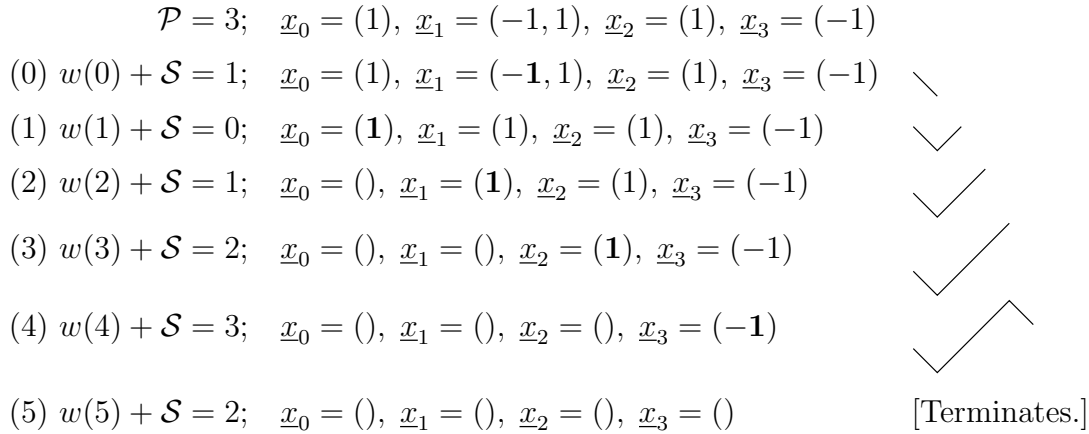 𝒫 = 3; x̲₀ = (1), x̲₁ = (−1, 1), x̲₂ = (1), x̲₃ = (−1)
(0) w(0) + 𝒮 = 1; x̲₀ = (1), x̲₁ = (−𝟏, 1), x̲₂ = (1), x̲₃ = (−1)
(1) w(1) + 𝒮 = 0; x̲₀ = (𝟏), x̲₁ = (1), x̲₂ = (1), x̲₃ = (−1)
(2) w(2) + 𝒮 = 1; x̲₀ = (), x̲₁ = (𝟏), x̲₂ = (1), x̲₃ = (−1)
(3) w(3) + 𝒮 = 2; x̲₀ = (), x̲₁ = (), x̲₂ = (𝟏), x̲₃ = (−1)
(4) w(4) + 𝒮 = 3; x̲₀ = (), x̲₁ = (), x̲₂ = (), x̲₃ = (−𝟏)
(5) w(5) + 𝒮 = 2; x̲₀ = (), x̲₁ = (), x̲₂ = (), x̲₃ = () [Terminates.]